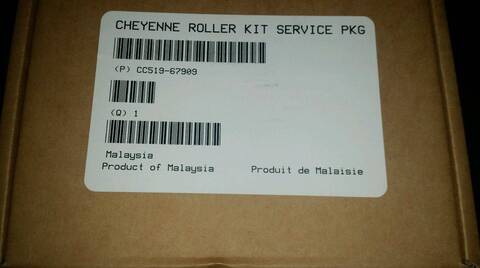 CHEYENNE ROLLER KIT SERVICE PKG
(P) CC519-67909
(Q) 1
Malaysia
Product of Malaysia Produit de Malaisie